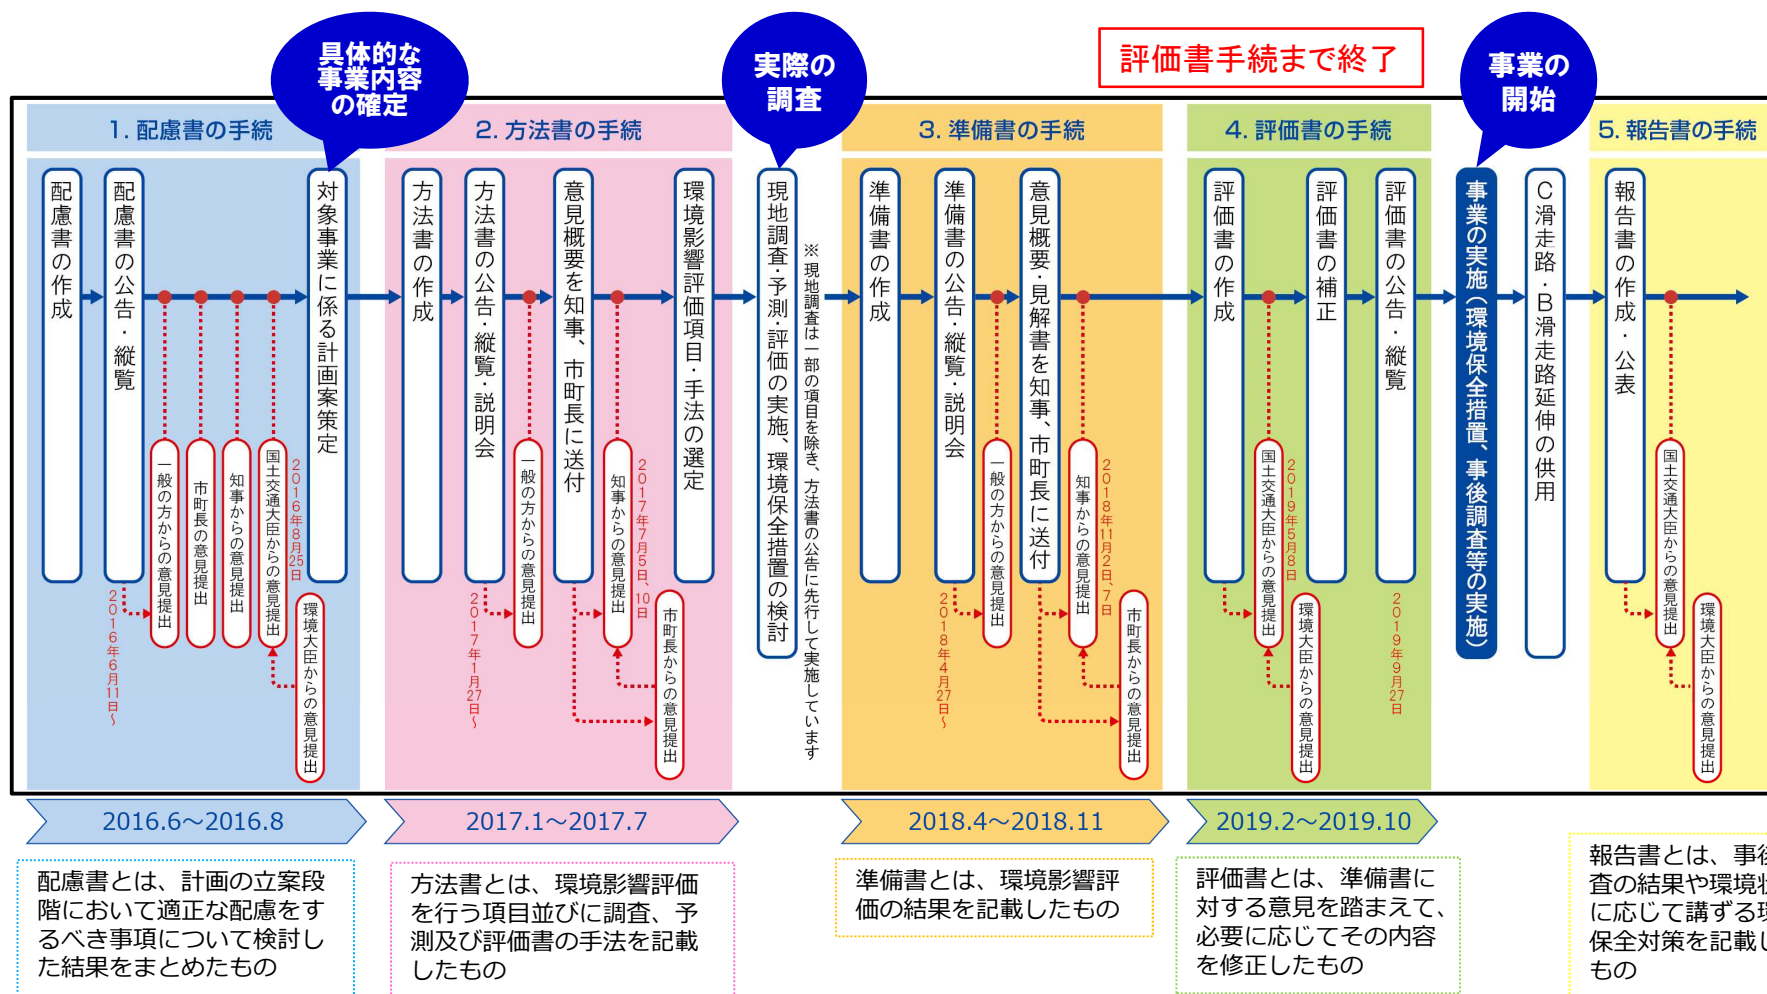 具体的な
事業内容
の確定
実際の
調査
評価書手続まで終了
事業の
開始
1. 配慮書の手続
2. 方法書の手続
3. 準備書の手続
4. 評価書の手続
5. 報告書の手続
配慮書の作成
配慮書の公告・縦覧
一般の方からの意見提出
2016年6月11日～
市町長の意見提出
知事からの意見提出
国土交通大臣からの意見提出
2016年8月25日
環境大臣からの意見提出
対象事業に係る計画案策定
方法書の作成
方法書の公告・縦覧・説明会
2017年1月27日～
一般の方からの意見提出
意見概要を知事、市町長に送付
知事からの意見提出
2017年7月5日、10日
市町長からの意見提出
環境影響評価項目・手法の選定
現地調査・予測・評価の実施、環境保全措置の検討
※現地調査は一部の項目を除き、方法書の公告に先行して実施しています
準備書の作成
準備書の公告・縦覧・説明会
2018年4月27日～
一般の方からの意見提出
意見概要・見解書を知事、市町長に送付
知事からの意見提出
2018年11月2日、7日
市町長からの意見提出
評価書の作成
国土交通大臣からの意見提出
2019年5月8日
環境大臣からの意見提出
評価書の補正
評価書の公告・縦覧
2019年9月27日
事業の実施（環境保全措置、事後調査等の実施）
C滑走路・B滑走路延伸の供用
報告書の作成・公表
国土交通大臣からの意見提出
環境大臣からの意見提出
2016.6～2016.8
2017.1～2017.7
2018.4～2018.11
2019.2～2019.10
配慮書とは、計画の立案段
階において適正な配慮をす
るべき事項について検討し
た結果をまとめたもの
方法書とは、環境影響評価
を行う項目並びに調査、予
測及び評価書の手法を記載
したもの
準備書とは、環境影響評
価の結果を記載したもの
評価書とは、準備書に
対する意見を踏まえて、
必要に応じてその内容
を修正したもの
報告書とは、事後
査の結果や環境状
に応じて講ずる環
保全対策を記載し
もの